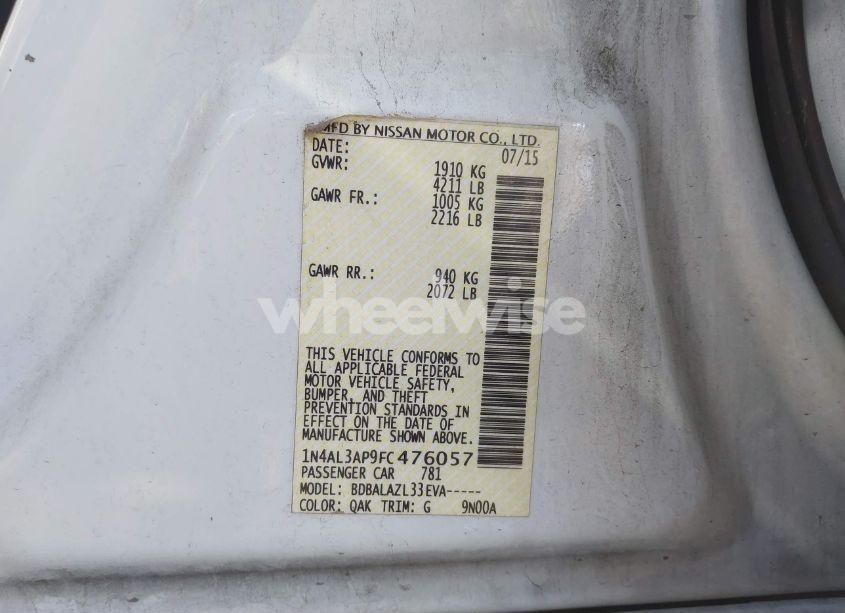 MFD BY NISSAN MOTOR CO., LTD.
DATE: 07/15
GVWR: 1910 KG
4211 LB
GAWR FR.: 1005 KG
2216 LB
GAWR RR.: 940 KG
2072 LB
wheelwise
THIS VEHICLE CONFORMS TO
ALL APPLICABLE FEDERAL
MOTOR VEHICLE SAFETY,
BUMPER, AND THEFT
PREVENTION STANDARDS IN
EFFECT ON THE DATE OF
MANUFACTURE SHOWN ABOVE.
1N4AL3AP9FC476057
PASSENGER CAR 781
MODEL: BDBALAZL33EVA-----
COLOR: QAK TRIM: G 9N00A